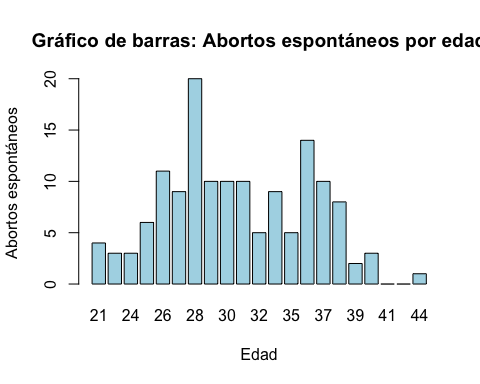 Gráfico de barras: Abortos espontáneos por edad
Abortos espontáneos
20
15
10
5
0
21 24 26 28 30 32 35 37 39 41 44
Edad